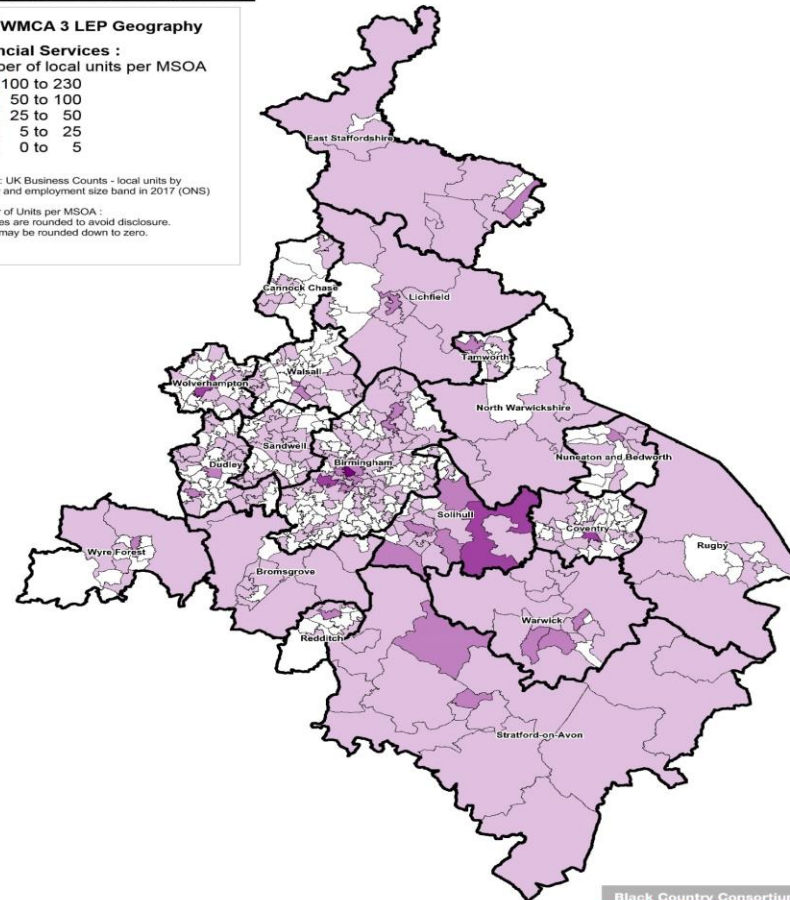 WMCA 3 LEP Geography
ncial Services :
er of local units per MSOA
100 to 230
50 to 100
25 to 50
5 to 25
0 to 5
: UK Business Counts - local units by
and employment size band in 2017 (ONS)
of Units per MSOA :
es are rounded to avoid disclosure.
may be rounded down to zero.
East Staffordshire
Cannock Chase
Lichfield
Tamworth
Wolverhampton
Walsall
North Warwickshire
Sandwell
Nuneaton and Bedworth
Dudley
Birmingham
Solihull
Coventry
Rugby
Wyre Forest
Bromsgrove
Warwick
Redditch
Stratford-on-Avon
Black Country Consortium